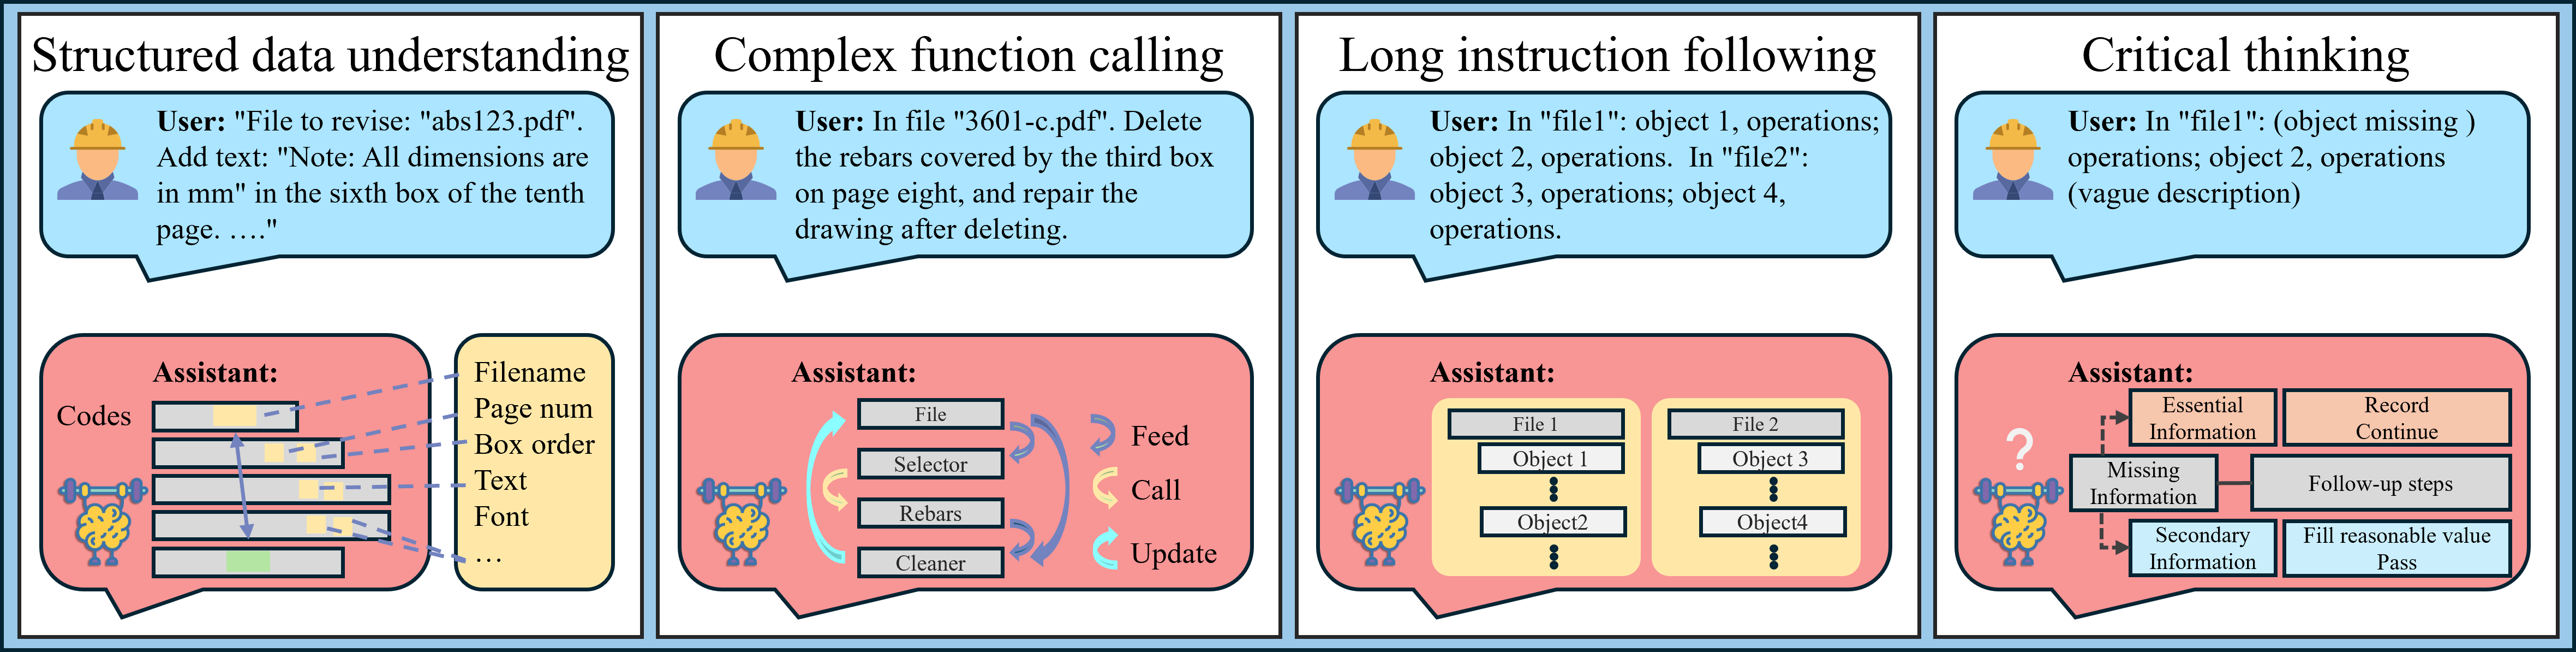 Structured data understanding
User: "File to revise: "abs123.pdf".
Add text: "Note: All dimensions are
in mm" in the sixth box of the tenth
page. …."
Assistant:
Codes
Filename
Page num
Box order
Text
Font
…
Complex function calling
User: In file "3601-c.pdf". Delete
the rebars covered by the third box
on page eight, and repair the
drawing after deleting.
Assistant:
File
Selector
Rebars
Cleaner
Feed
Call
Update
Long instruction following
User: In "file1": object 1, operations;
object 2, operations.  In "file2":
object 3, operations; object 4,
operations.
Assistant:
File 1
Object 1
Object2
File 2
Object 3
Object4
Critical thinking
User: In "file1": (object missing )
operations; object 2, operations
(vague description)
Assistant:
?
Essential
Information
Record
Continue
Missing
Information
Follow-up steps
Secondary
Information
Fill reasonable value
Pass